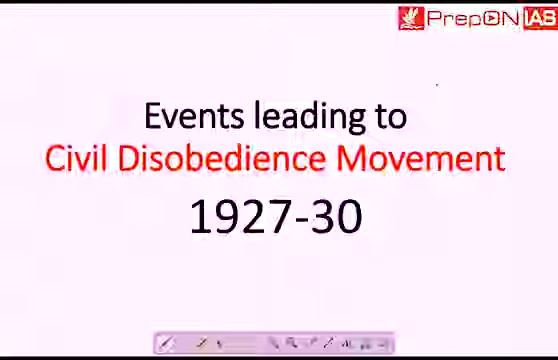 PrepON IAS
Events leading to
Civil Disobedience Movement
1927-30